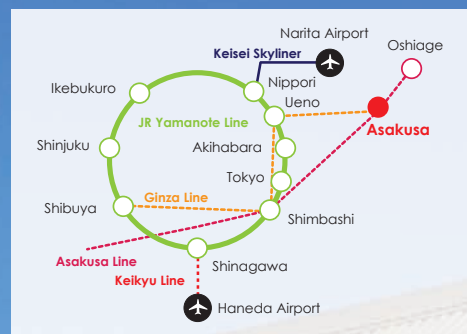 Narita Airport
Oshiage
Keisei Skyliner
Nippori
Ikebukuro
Ueno
JR Yamanote Line
Asakusa
Shinjuku
Akihabara
Tokyo
Ginza Line
Shibuya
Shimbashi
Asakusa Line
Shinagawa
Keikyu Line
Haneda Airport